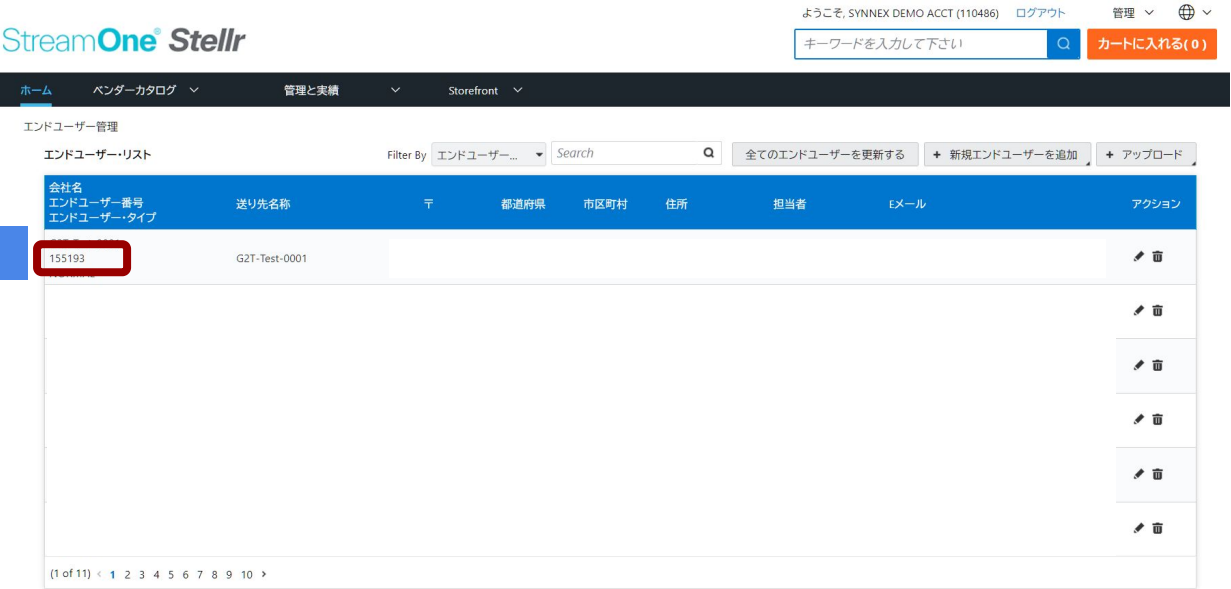 ようこそ, SYNNEX DEMO ACCT (110486) ログアウト 管理
StreamOne® Stellr
キーワードを入力して下さい
カートに入れる( 0 )
ホーム ベンダーカタログ 管理と実績 Storefront
エンドユーザー管理
エンドユーザー・リスト Filter By エンドユーザー... Search 全てのエンドユーザーを更新する + 新規エンドユーザーを追加 + アップロード
会社名
エンドユーザー番号
エンドユーザー・タイプ
送り先名称 〒 都道府県 市区町村 住所 担当者 Eメール アクション
155193 G2T-Test-0001
(1 of 11) < 1 2 3 4 5 6 7 8 9 10 >